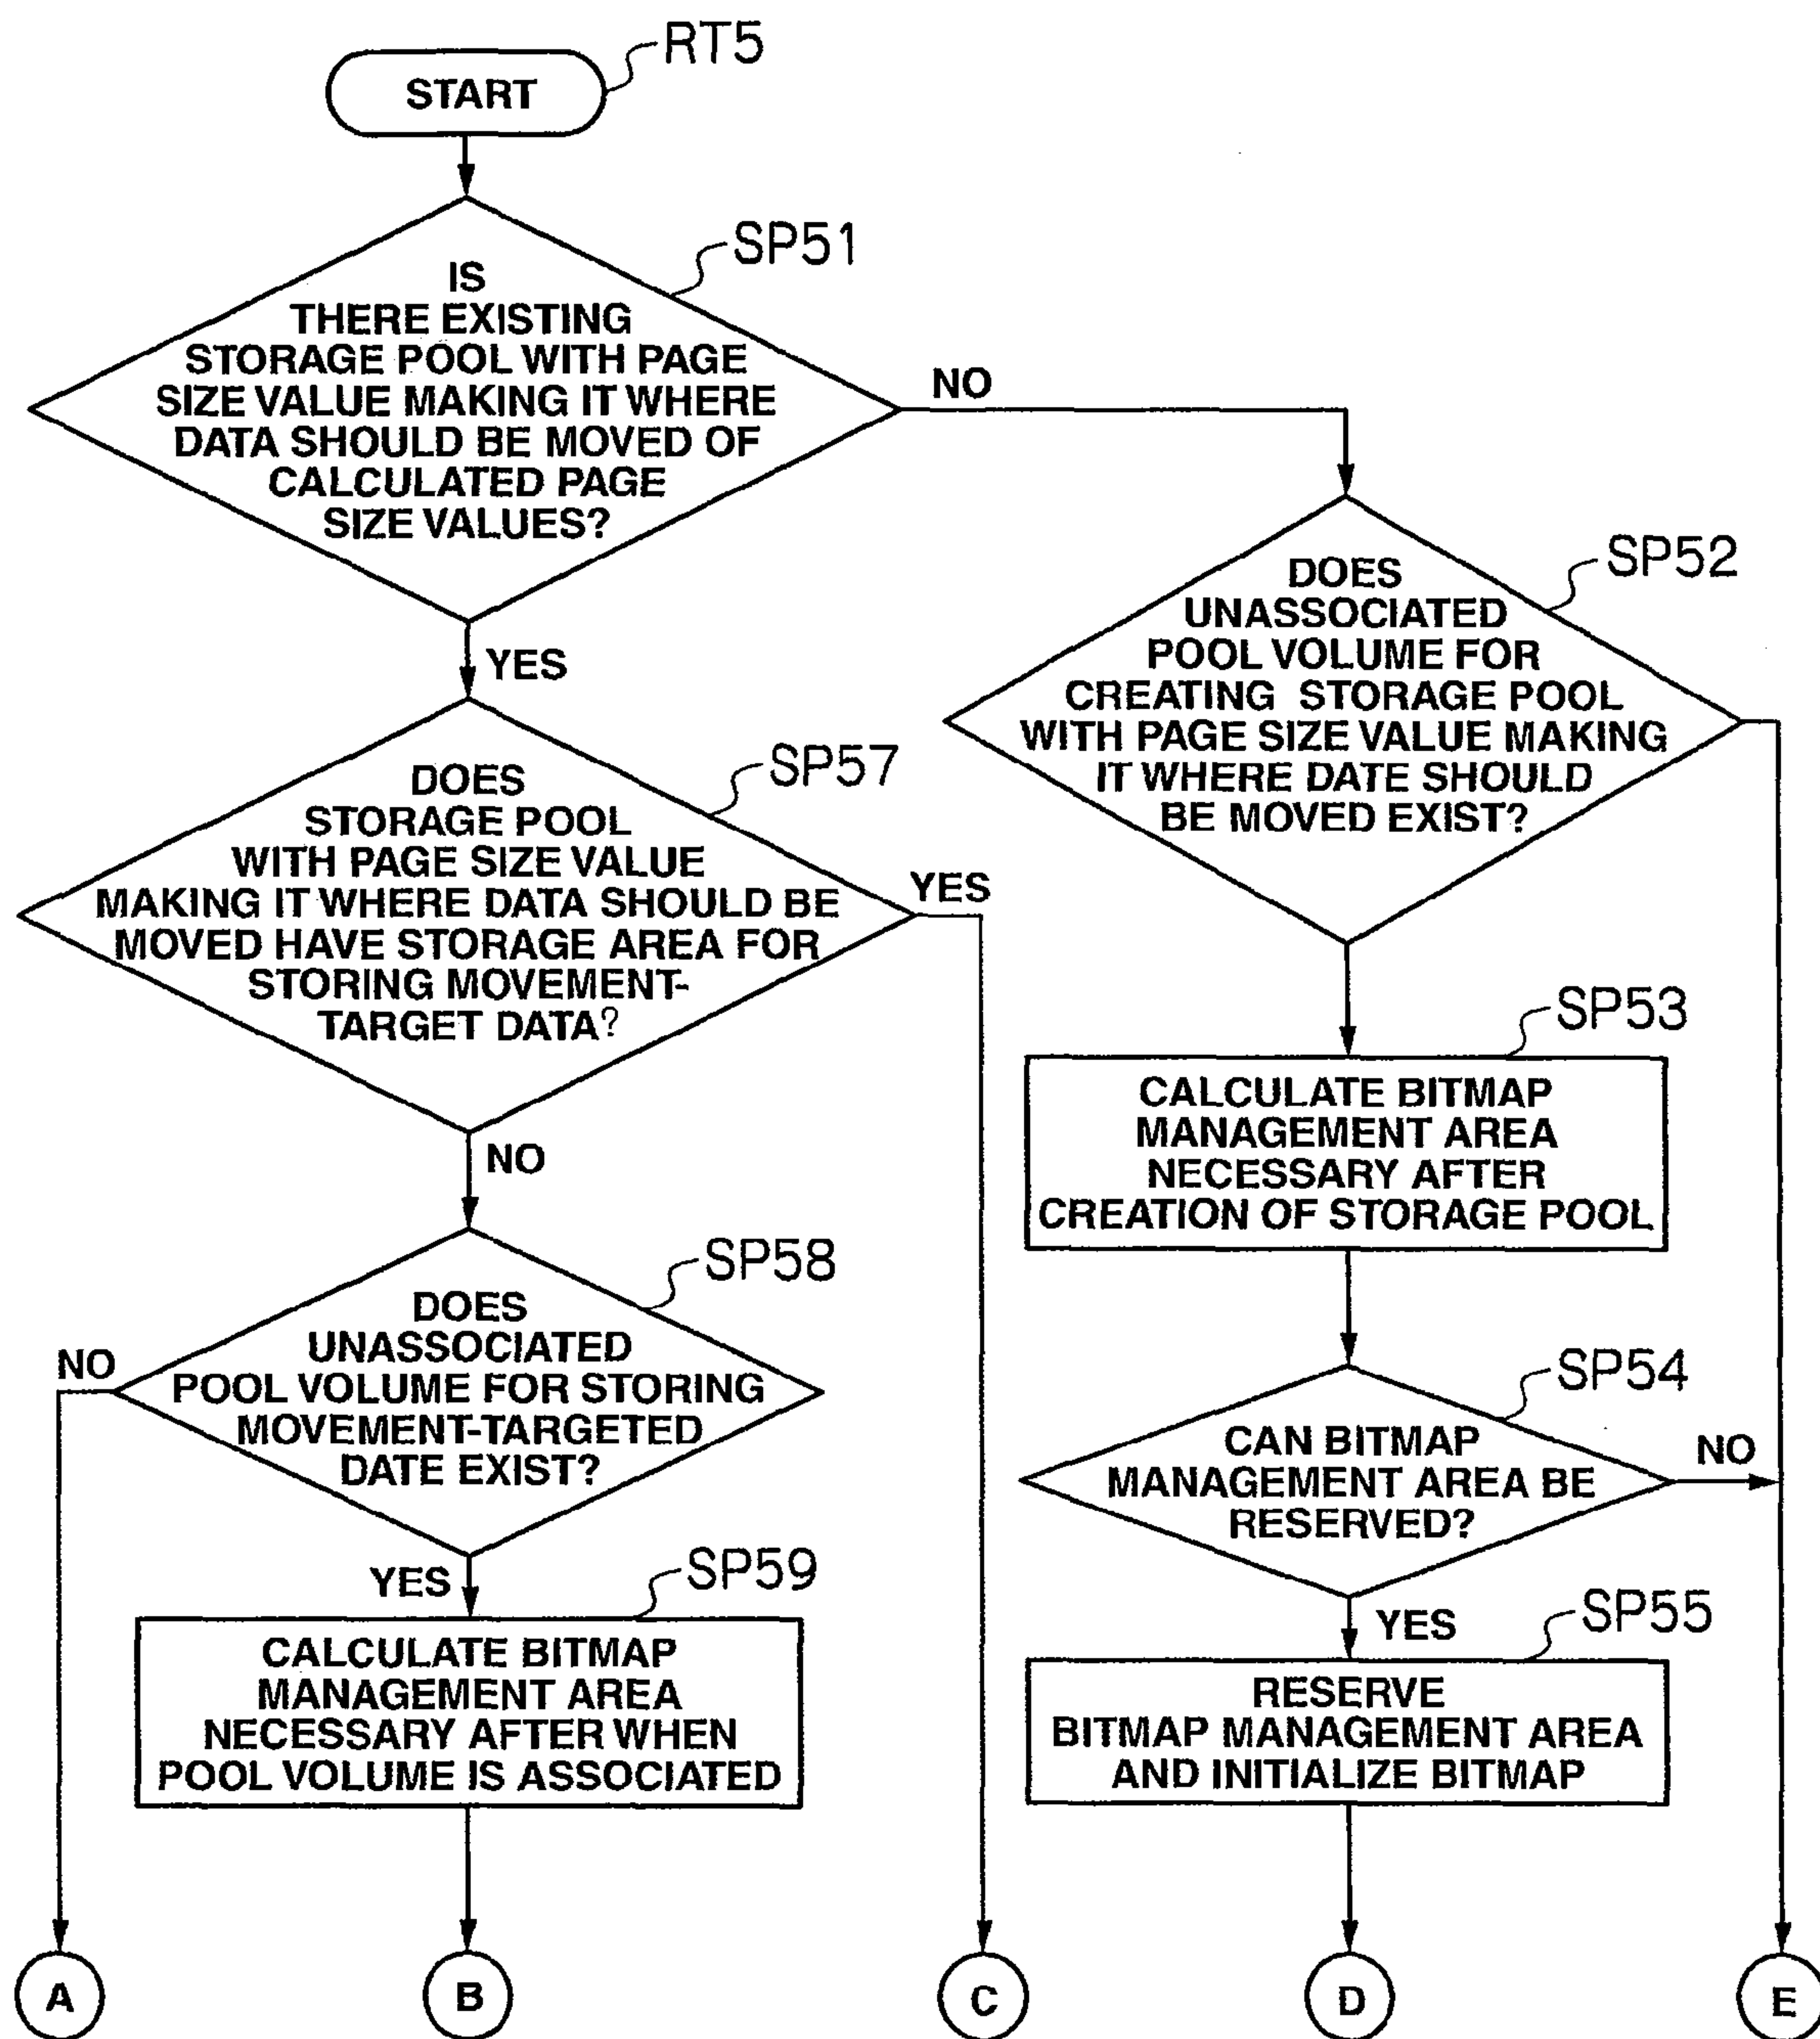 RT5
START
SP51
IS
THERE EXISTING
STORAGE POOL WITH PAGE
SIZE VALUE MAKING IT WHERE
DATA SHOULD BE MOVED OF
CALCULATED PAGE
SIZE VALUES?
NO
YES
SP52
DOES
UNASSOCIATED
POOL VOLUME FOR
CREATING STORAGE POOL
WITH PAGE SIZE VALUE MAKING
IT WHERE DATE SHOULD
BE MOVED EXIST?
SP57
DOES
STORAGE POOL
WITH PAGE SIZE VALUE
MAKING IT WHERE DATA SHOULD BE
MOVED HAVE STORAGE AREA FOR
STORING MOVEMENT-
TARGET DATA?
YES
NO
SP53
CALCULATE BITMAP
MANAGEMENT AREA
NECESSARY AFTER
CREATION OF STORAGE POOL
SP58
DOES
UNASSOCIATED
POOL VOLUME FOR STORING
MOVEMENT-TARGETED
DATE EXIST?
NO
YES
SP54
CAN BITMAP
MANAGEMENT AREA BE
RESERVED?
NO
YES
SP59
CALCULATE BITMAP
MANAGEMENT AREA
NECESSARY AFTER WHEN
POOL VOLUME IS ASSOCIATED
SP55
RESERVE
BITMAP MANAGEMENT AREA
AND INITIALIZE BITMAP
A
B
C
D
E